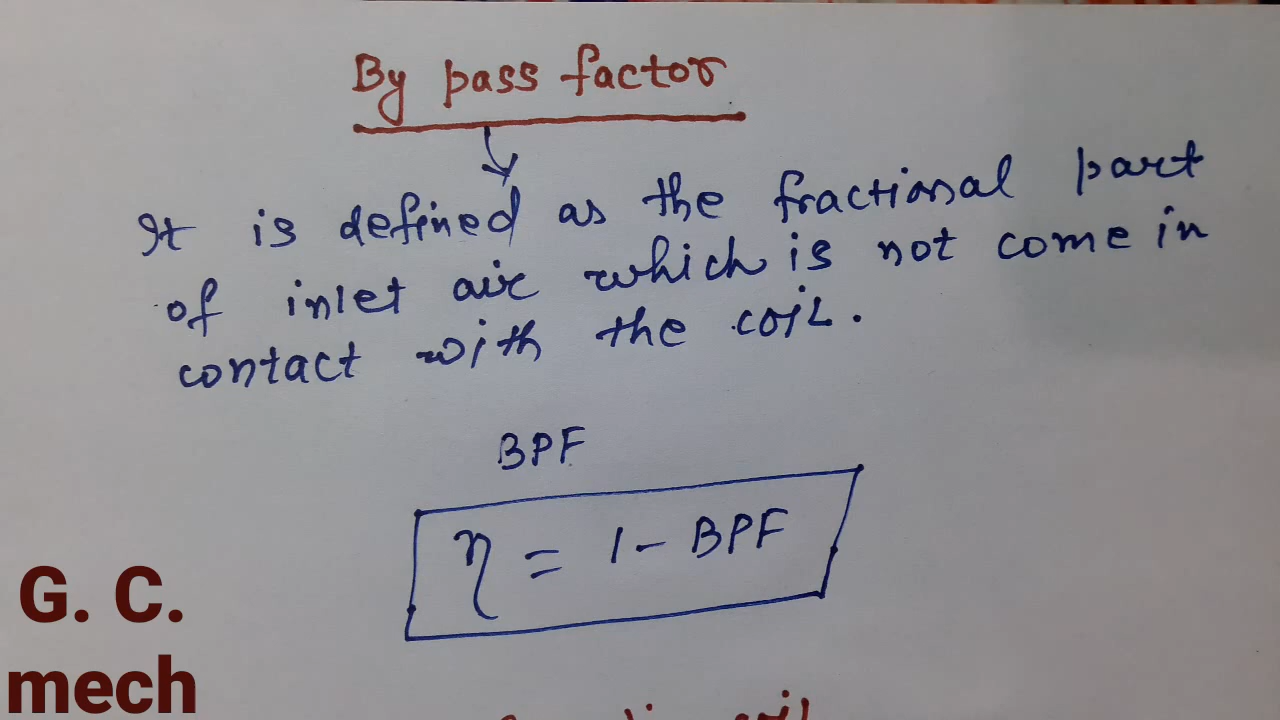 By pass factor
It is defined as the fractional part
of inlet air which is not come in
contact with the coil.
BPF
η = 1 - BPF
G. C.
mech
coil